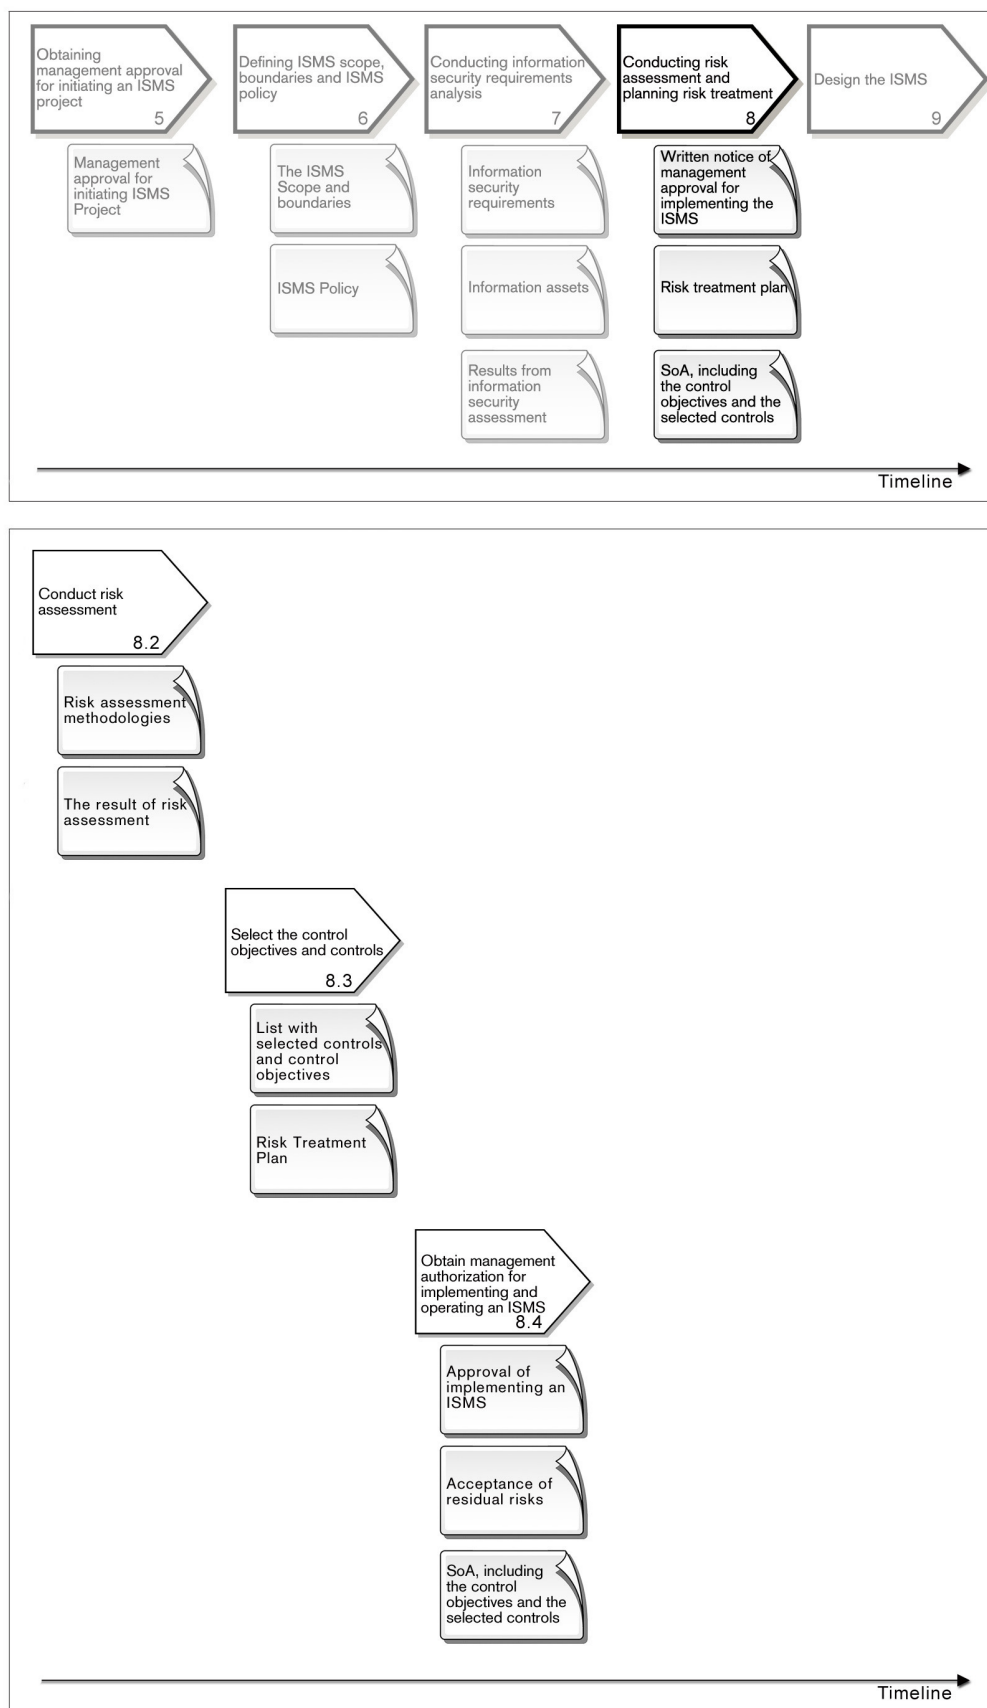 Obtaining
management approval
for initiating an ISMS
project
5
Defining ISMS scope,
boundaries and ISMS
policy
6
Conducting information
security requirements
analysis
7
Conducting risk
assessment and
planning risk treatment
8
Design the ISMS
9
Management
approval for
initiating ISMS
Project
The ISMS
Scope and
boundaries
ISMS Policy
Information
security
requirements
Information assets
Results from
information
security
assessment
Written notice of
management
approval for
implementing the
ISMS
Risk treatment plan
SoA, including
the control
objectives and the
selected controls
Timeline
Conduct risk
assessment
8.2
Risk assessment
methodologies
The result of risk
assessment
Select the control
objectives and controls
8.3
List with
selected controls
and control
objectives
Risk Treatment
Plan
Obtain management
authorization for
implementing and
operating an ISMS
8.4
Approval of
implementing an
ISMS
Acceptance of
residual risks
SoA, including
the control
objectives and the
selected controls
Timeline